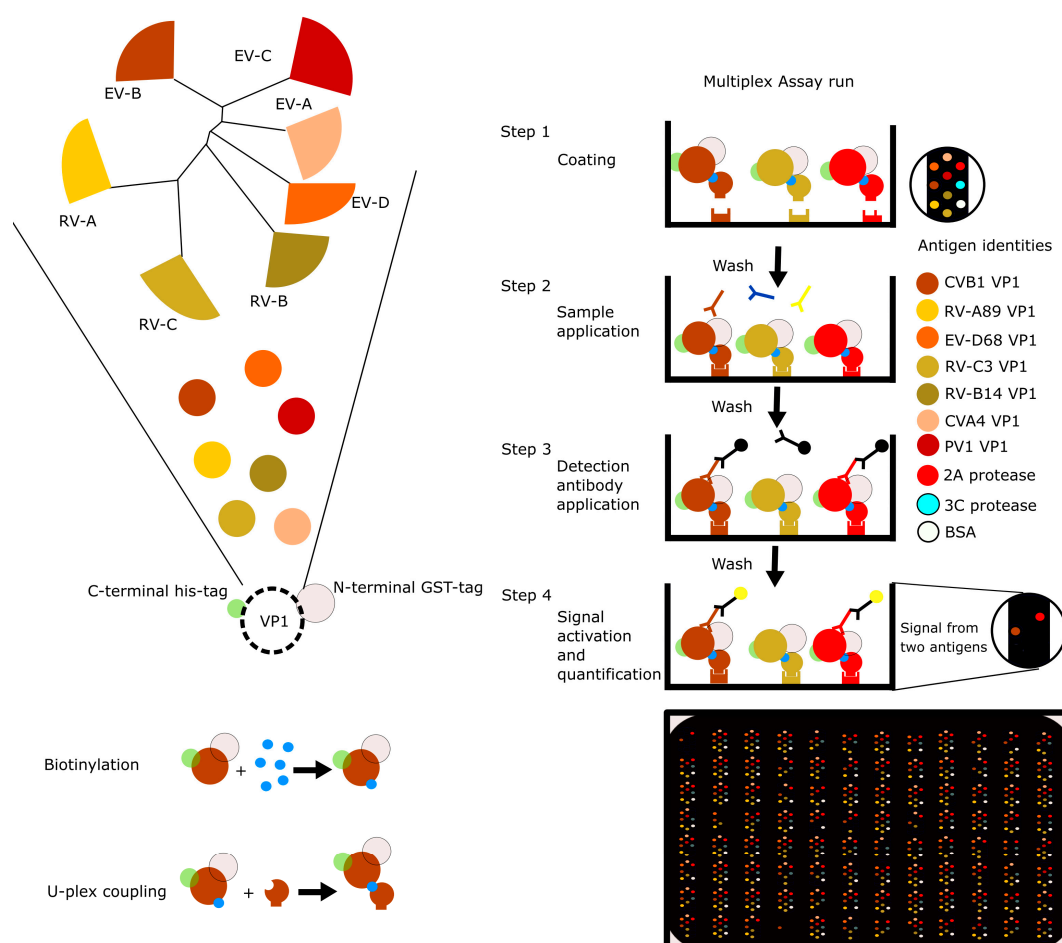 EV-C
EV-B
EV-A
RV-A
EV-D
RV-B
RV-C
C-terminal his-tag
N-terminal GST-tag
VP1
Biotinylation
+
U-plex coupling
+
Multiplex Assay run
Step 1
Coating
Wash
Step 2
Sample
application
Wash
Step 3
Detection
antibody
application
Wash
Step 4
Signal
activation
and
quantification
Signal from
two antigens
Antigen identities
CVB1 VP1
RV-A89 VP1
EV-D68 VP1
RV-C3 VP1
RV-B14 VP1
CVA4 VP1
PV1 VP1
2A protease
3C protease
BSA